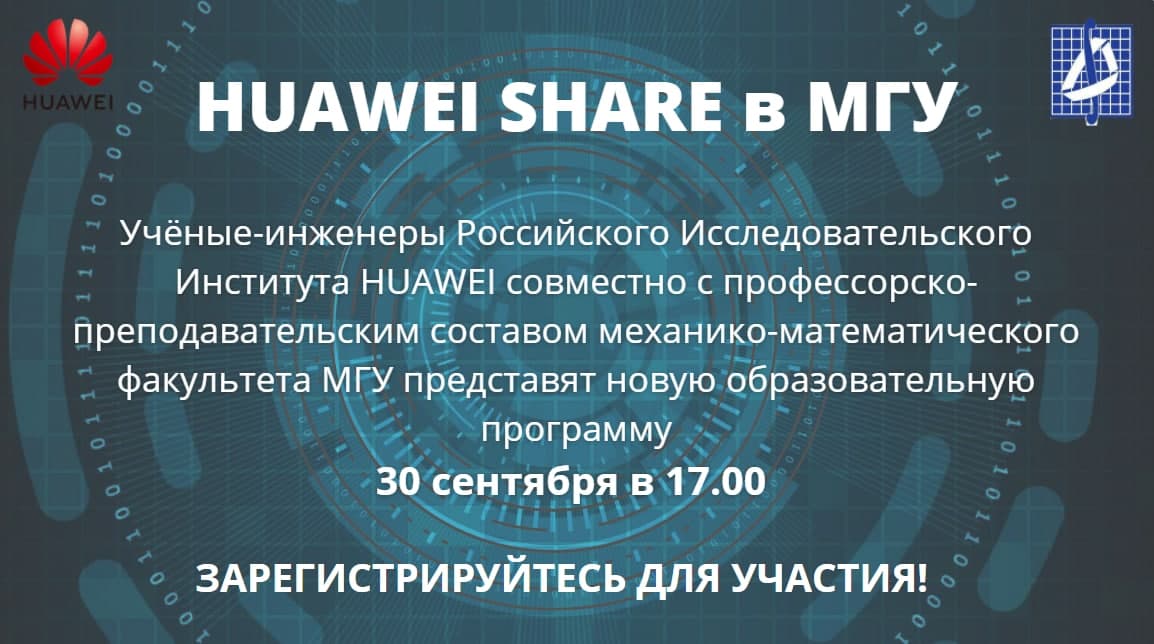 HUAWEI
HUAWEI SHARE в МГУ
Учёные-инженеры Российского Исследовательского
Института HUAWEI совместно с профессорско-
преподавательским составом механико-математического
факультета МГУ представят новую образовательную
программу
30 сентября в 17.00
ЗАРЕГИСТРИРУЙТЕСЬ ДЛЯ УЧАСТИЯ!